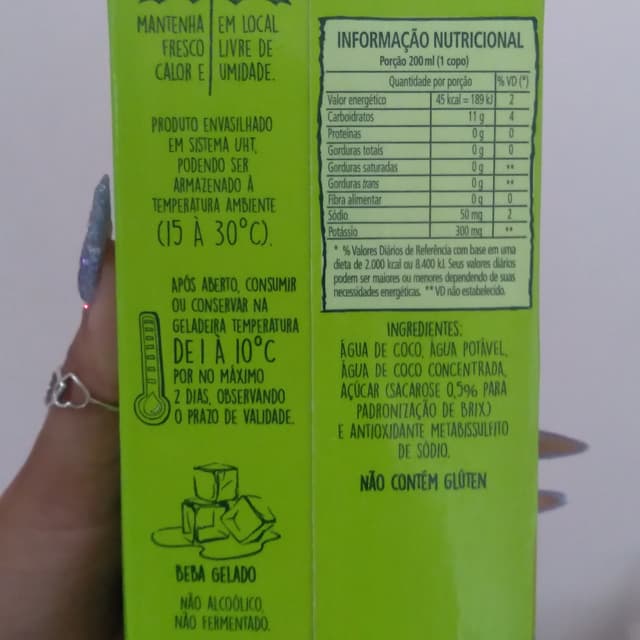 MANTENHA EM LOCAL
FRESCO LIVRE DE
CALOR E UMIDADE.
PRODUTO ENVASILHADO
EM SISTEMA UHT,
PODENDO SER
ARMAZENADO À
TEMPERATURA AMBIENTE
(15 À 30°C).
APÓS ABERTO, CONSUMIR
OU CONSERVAR NA
GELADEIRA TEMPERATURA
DE 1 À 10°C
POR NO MÁXIMO
2 DIAS, OBSERVANDO
O PRAZO DE VALIDADE.
BEBA GELADO
NÃO ALCOÓLICO,
NÃO FERMENTADO.
INFORMAÇÃO NUTRICIONAL
Porção 200 ml (1 copo)
Quantidade por porção % VD (*)
Valor energético 45 kcal = 189 kJ 2
Carboidratos 11 g 4
Proteínas 0 g 0
Gorduras totais 0 g 0
Gorduras saturadas 0 g **
Gorduras trans 0 g **
Fibra alimentar 0 g 0
Sódio 50 mg 2
Potássio 300 mg **
* % Valores Diários de Referência com base em uma
dieta de 2.000 kcal ou 8.400 kJ. Seus valores diários
podem ser maiores ou menores dependendo de suas
necessidades energéticas. ** VD não estabelecido.
INGREDIENTES:
ÁGUA DE COCO, ÁGUA POTÁVEL,
ÁGUA DE COCO CONCENTRADA,
AÇÚCAR (SACAROSE 0,5% PARA
PADRONIZAÇÃO DE BRIX)
E ANTIOXIDANTE METABISSULFITO
DE SÓDIO.
NÃO CONTÉM GLÚTEN